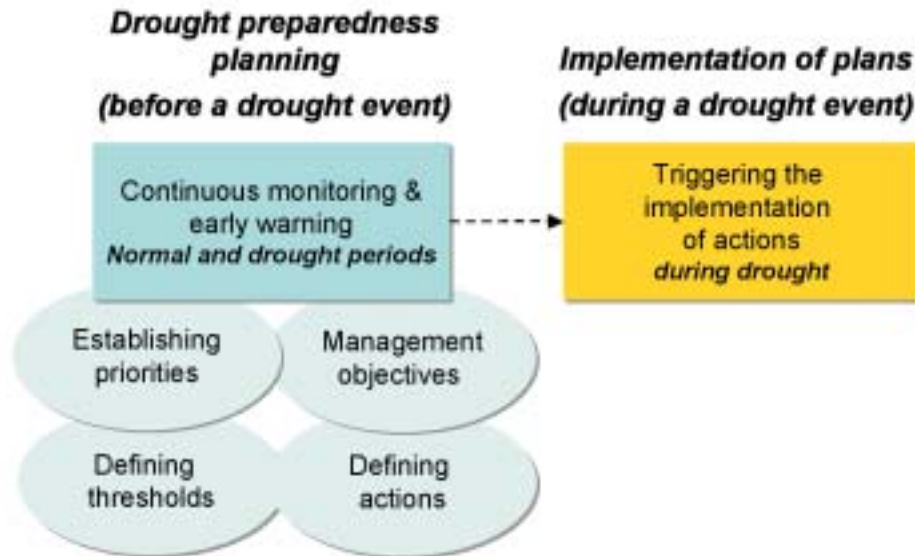 Drought preparedness
planning
(before a drought event)
Implementation of plans
(during a drought event)
Continuous monitoring &
early warning
Normal and drought periods
Triggering the
implementation
of actions
during drought
Establishing
priorities
Management
objectives
Defining
thresholds
Defining
actions